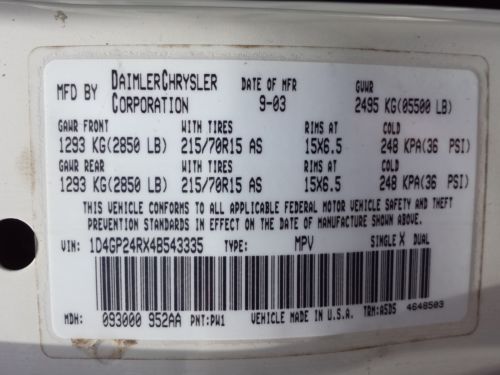 MFD BY DAIMLERCHRYSLER CORPORATION DATE OF MFR 9-03 GVWR 2495 KG(05500 LB)
GAWR FRONT WITH TIRES RIMS AT COLD
1293 KG(2850 LB) 215/70R15 AS 15X6.5 248 KPA(36 PSI)
GAWR REAR WITH TIRES RIMS AT COLD
1293 KG(2850 LB) 215/70R15 AS 15X6.5 248 KPA(36 PSI)
THIS VEHICLE CONFORMS TO ALL APPLICABLE FEDERAL MOTOR VEHICLE SAFETY AND THEFT
PREVENTION STANDARDS IN EFFECT ON THE DATE OF MANUFACTURE SHOWN ABOVE.
VIN: 1D4GP24RX4B543335 TYPE: MPV SINGLE X DUAL
MDH: 093000 952AA PNT:PW1 VEHICLE MADE IN U.S.A. TRM:A5D5 4648503